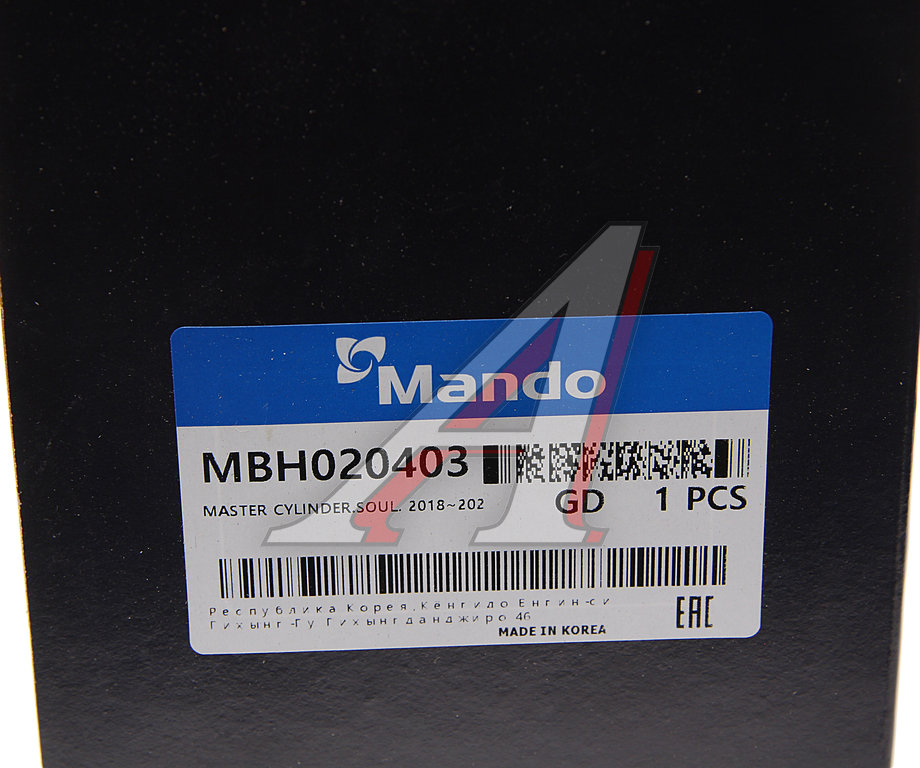 Mando
MBH020403
GD 1 PCS
MASTER CYLINDER.SOUL. 2018~202
Республика Корея,Кенгидо Енгин-си
Гихынг-Гу Гихынгданджиро 46
MADE IN KOREA
EAC